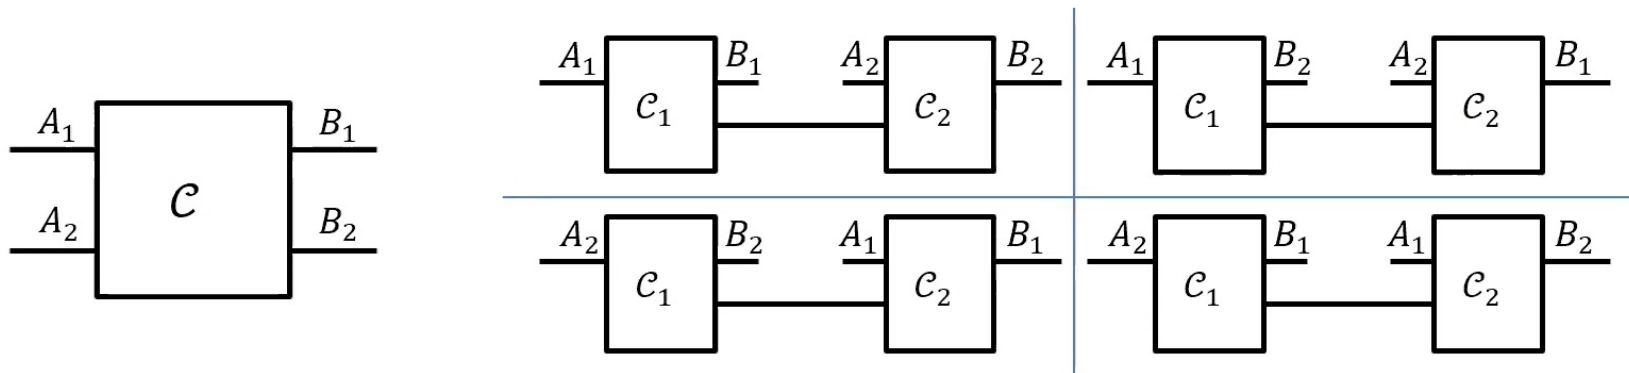 A₁ 𝒞 B₁
A₂ B₂
A₁ 𝒞₁ B₁ A₂ 𝒞₂ B₂
A₁ 𝒞₁ B₂ A₂ 𝒞₂ B₁
A₂ 𝒞₁ B₂ A₁ 𝒞₂ B₁
A₂ 𝒞₁ B₁ A₁ 𝒞₂ B₂